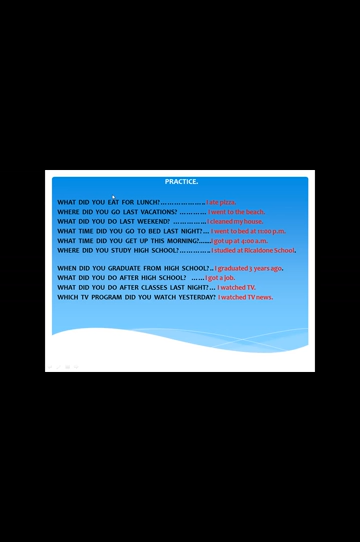 PRACTICE.
WHAT DID YOU EAT FOR LUNCH?.................... I ate pizza.
WHERE DID YOU GO LAST VACATIONS? ............ I went to the beach.
WHAT DID YOU DO LAST WEEKEND? ............... I cleaned my house.
WHAT TIME DID YOU GO TO BED LAST NIGHT?.... I went to bed at 11:00 p.m.
WHAT TIME DID YOU GET UP THIS MORNING?...... I got up at 4:00 a.m.
WHERE DID YOU STUDY HIGH SCHOOL?.............. I studied at Ricaldone School.
WHEN DID YOU GRADUATE FROM HIGH SCHOOL?.. I graduated 5 years ago.
WHAT DID YOU DO AFTER HIGH SCHOOL? ...... I got a job.
WHAT DID YOU DO AFTER CLASSES LAST NIGHT?... I watched TV.
WHICH TV PROGRAM DID YOU WATCH YESTERDAY? I watched TV news.